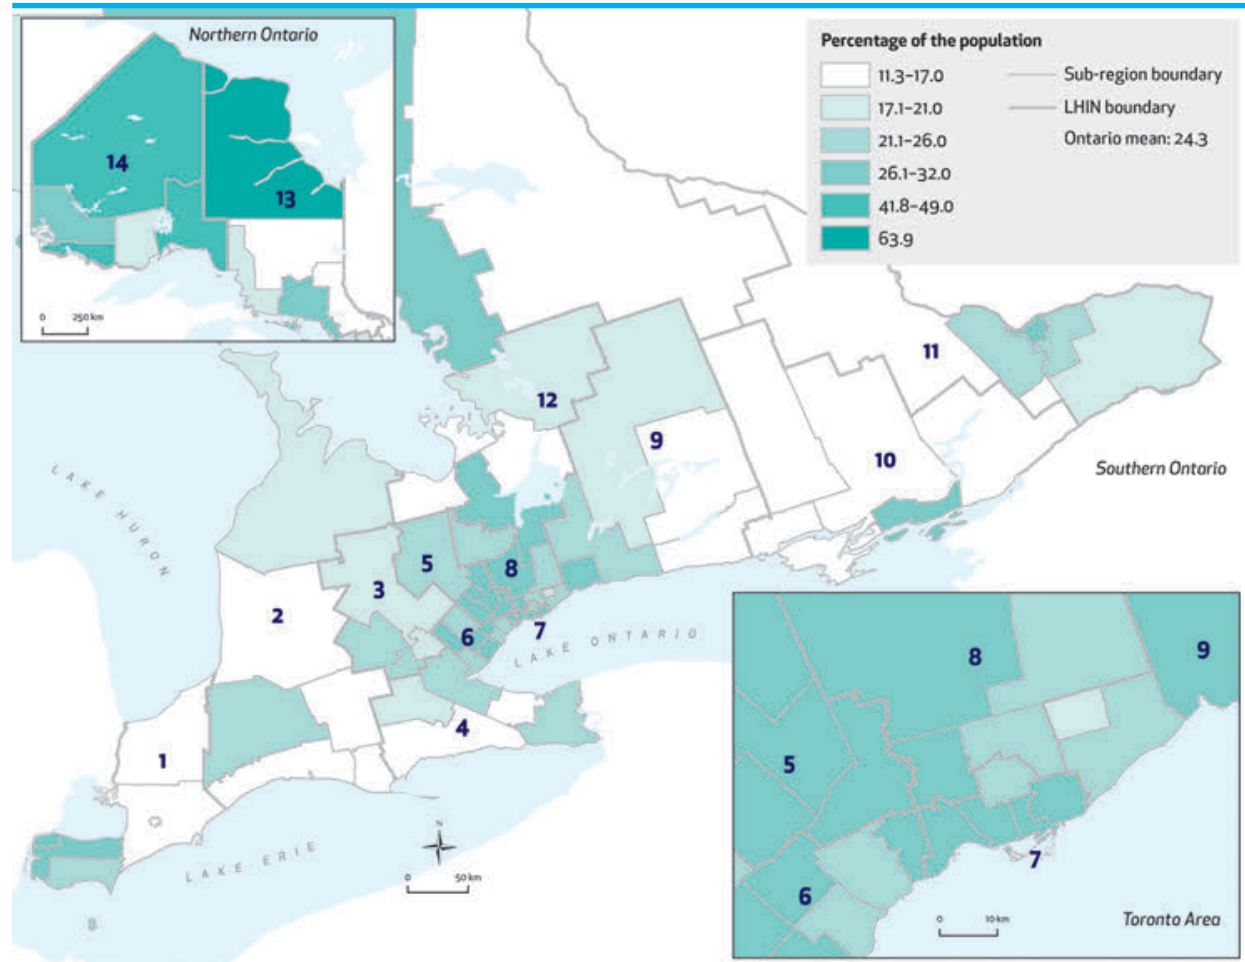 Northern Ontario
14
13
0 250 km
Percentage of the population
11.3–17.0
17.1–21.0
21.1–26.0
26.1–32.0
41.8–49.0
63.9
Sub-region boundary
LHIN boundary
Ontario mean: 24.3
11
12
9
10
Southern Ontario
LAKE HURON
5
8
3
2
6
7
LAKE ONTARIO
4
1
LAKE ERIE
N
0 50 km
8
9
5
7
6
0 10 km
Toronto Area